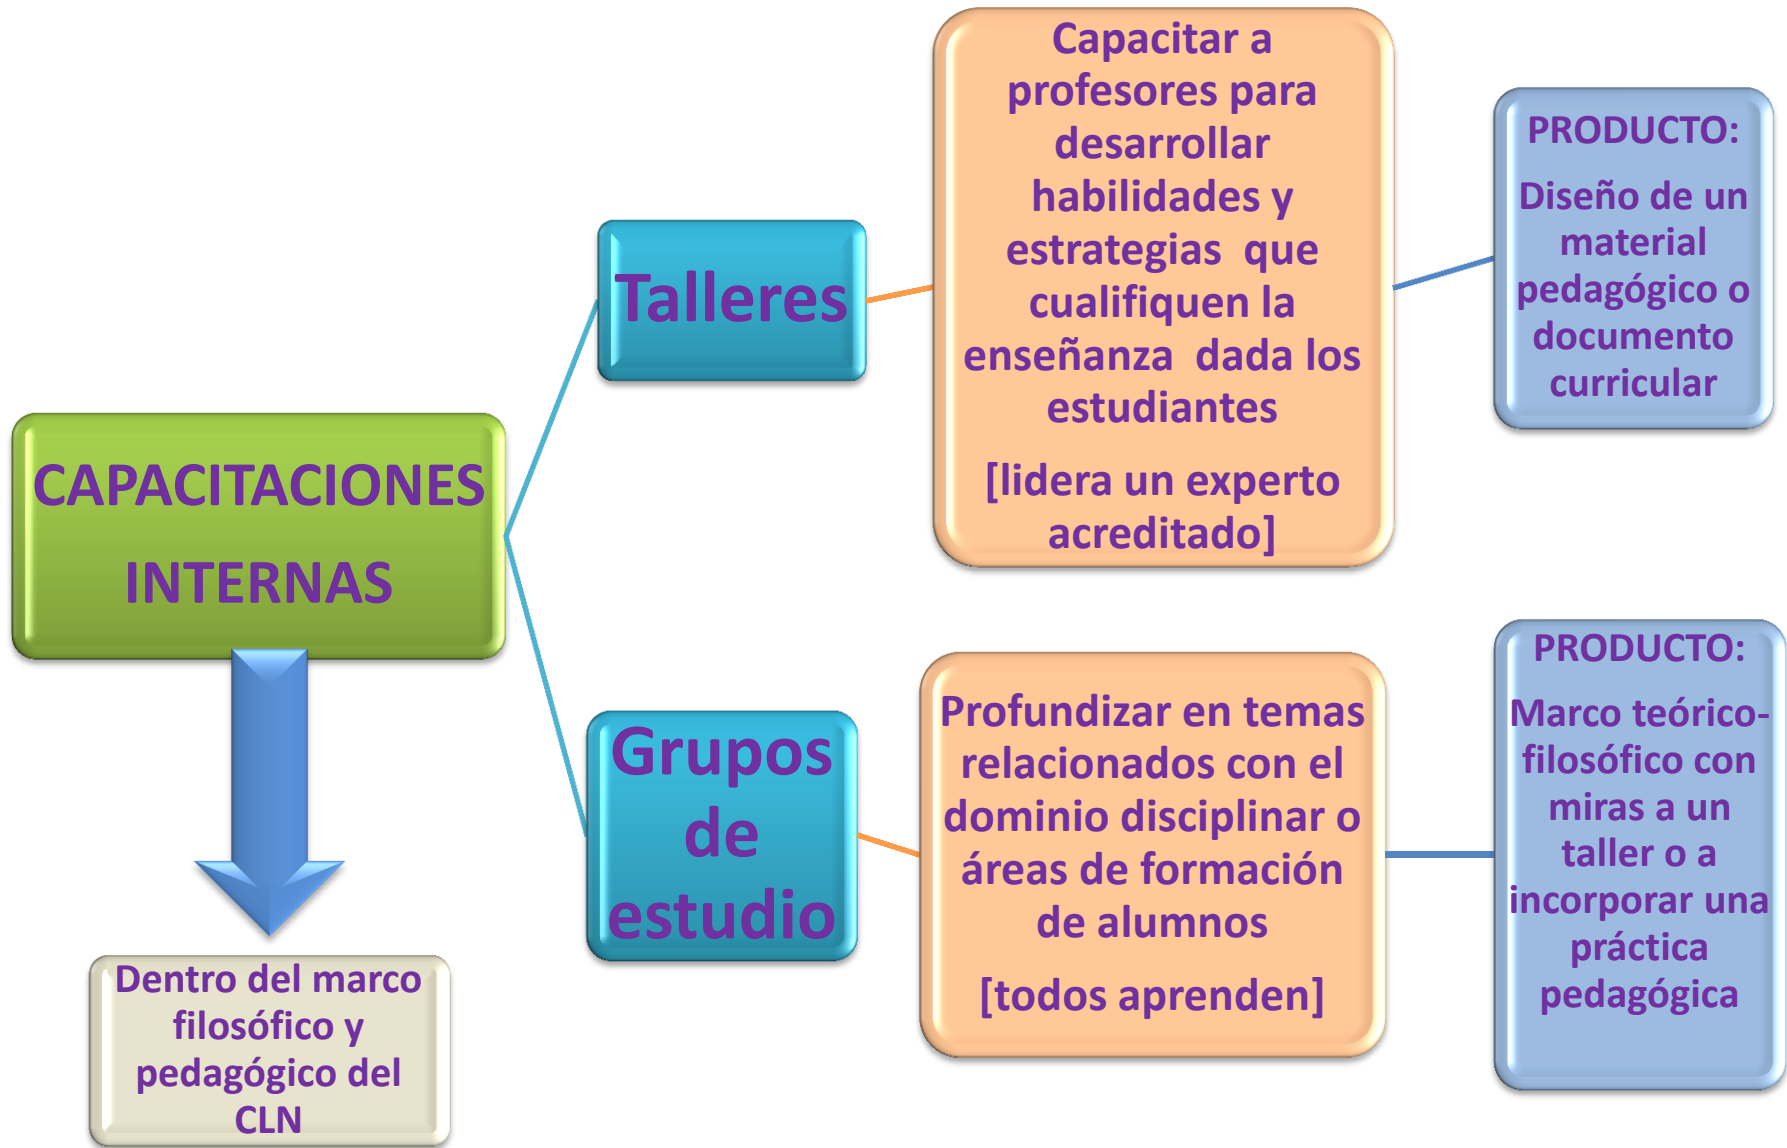 CAPACITACIONES
INTERNAS
Dentro del marco
filosófico y
pedagógico del
CLN
Talleres
Capacitar a
profesores para
desarrollar
habilidades y
estrategias que
cualifiquen la
enseñanza dada los
estudiantes
[lidera un experto
acreditado]
PRODUCTO:
Diseño de un
material
pedagógico o
documento
curricular
Grupos
de
estudio
Profundizar en temas
relacionados con el
dominio disciplinar o
áreas de formación
de alumnos
[todos aprenden]
PRODUCTO:
Marco teórico-
filosófico con
miras a un
taller o a
incorporar una
práctica
pedagógica